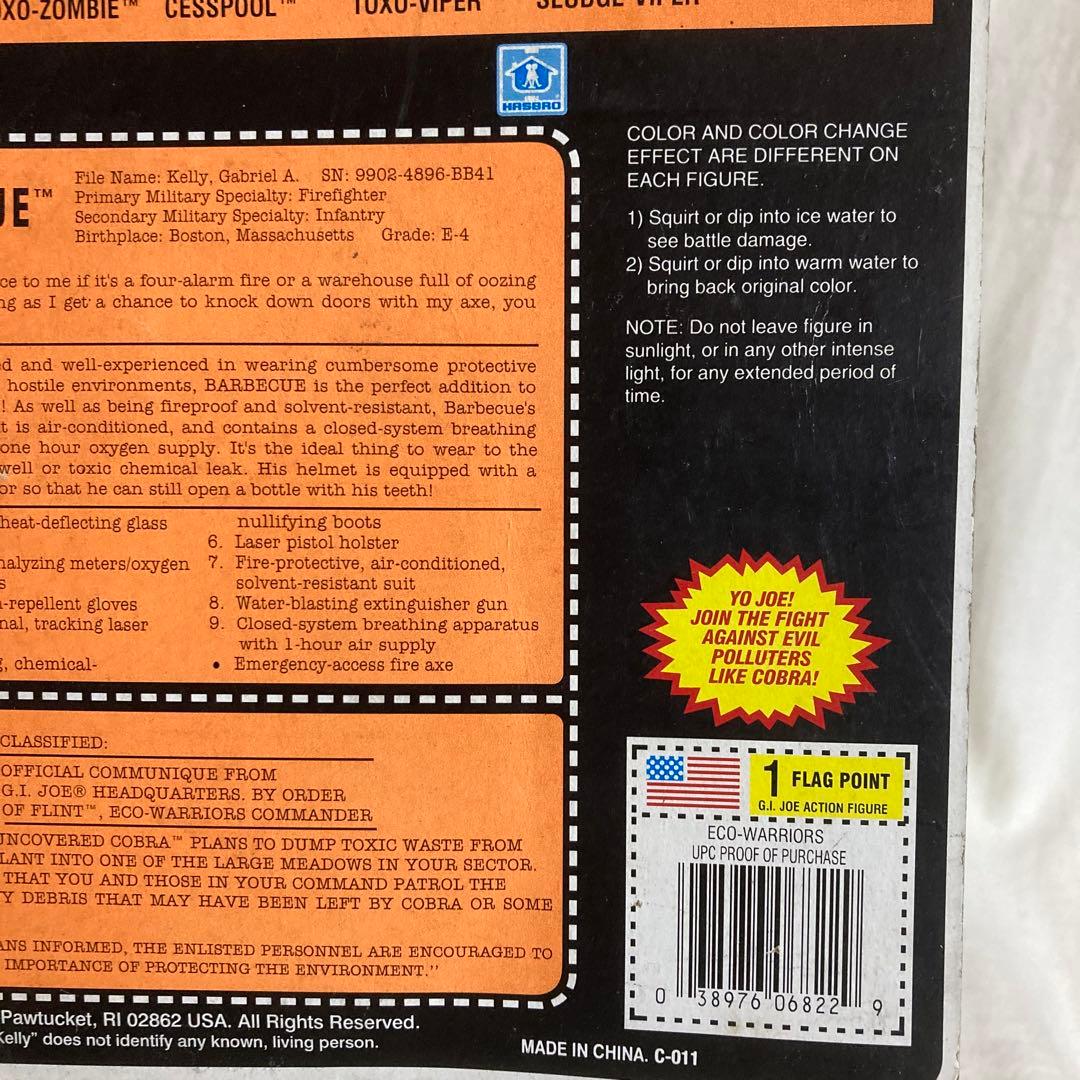 CESSPOOL™
TOXO-VIPER
HASBRO
COLOR AND COLOR CHANGE
EFFECT ARE DIFFERENT ON
EACH FIGURE.
1) Squirt or dip into ice water to
see battle damage.
2) Squirt or dip into warm water to
bring back original color.
NOTE: Do not leave figure in
sunlight, or in any other intense
light, for any extended period of
time.
UE™
File Name: Kelly, Gabriel A. SN: 9902-4896-BB41
Primary Military Specialty: Firefighter
Secondary Military Specialty: Infantry
Birthplace: Boston, Massachusetts Grade: E-4
ce to me if it's a four-alarm fire or a warehouse full of oozing
ng as I get a chance to knock down doors with my axe, you
d and well-experienced in wearing cumbersome protective
hostile environments, BARBECUE is the perfect addition to
! As well as being fireproof and solvent-resistant, Barbecue's
t is air-conditioned, and contains a closed-system breathing
one hour oxygen supply. It's the ideal thing to wear to the
well or toxic chemical leak. His helmet is equipped with a
or so that he can still open a bottle with his teeth!
heat-deflecting glass
nalyzing meters/oxygen
s
-repellent gloves
nal, tracking laser
g, chemical-
nullifying boots
6. Laser pistol holster
7. Fire-protective, air-conditioned,
solvent-resistant suit
8. Water-blasting extinguisher gun
9. Closed-system breathing apparatus
with 1-hour air supply
• Emergency-access fire axe
YO JOE!
JOIN THE FIGHT
AGAINST EVIL
POLLUTERS
LIKE COBRA!
CLASSIFIED:
OFFICIAL COMMUNIQUE FROM
G.I. JOE® HEADQUARTERS. BY ORDER
OF FLINT™, ECO-WARRIORS COMMANDER
UNCOVERED COBRA™ PLANS TO DUMP TOXIC WASTE FROM
LANT INTO ONE OF THE LARGE MEADOWS IN YOUR SECTOR.
THAT YOU AND THOSE IN YOUR COMMAND PATROL THE
Y DEBRIS THAT MAY HAVE BEEN LEFT BY COBRA OR SOME
ANS INFORMED, THE ENLISTED PERSONNEL ARE ENCOURAGED TO
IMPORTANCE OF PROTECTING THE ENVIRONMENT.”
1 FLAG POINT
G.I. JOE ACTION FIGURE
ECO-WARRIORS
UPC PROOF OF PURCHASE
0 38976 06822 9
Pawtucket, RI 02862 USA. All Rights Reserved.
Kelly” does not identify any known, living person.
MADE IN CHINA. C-011